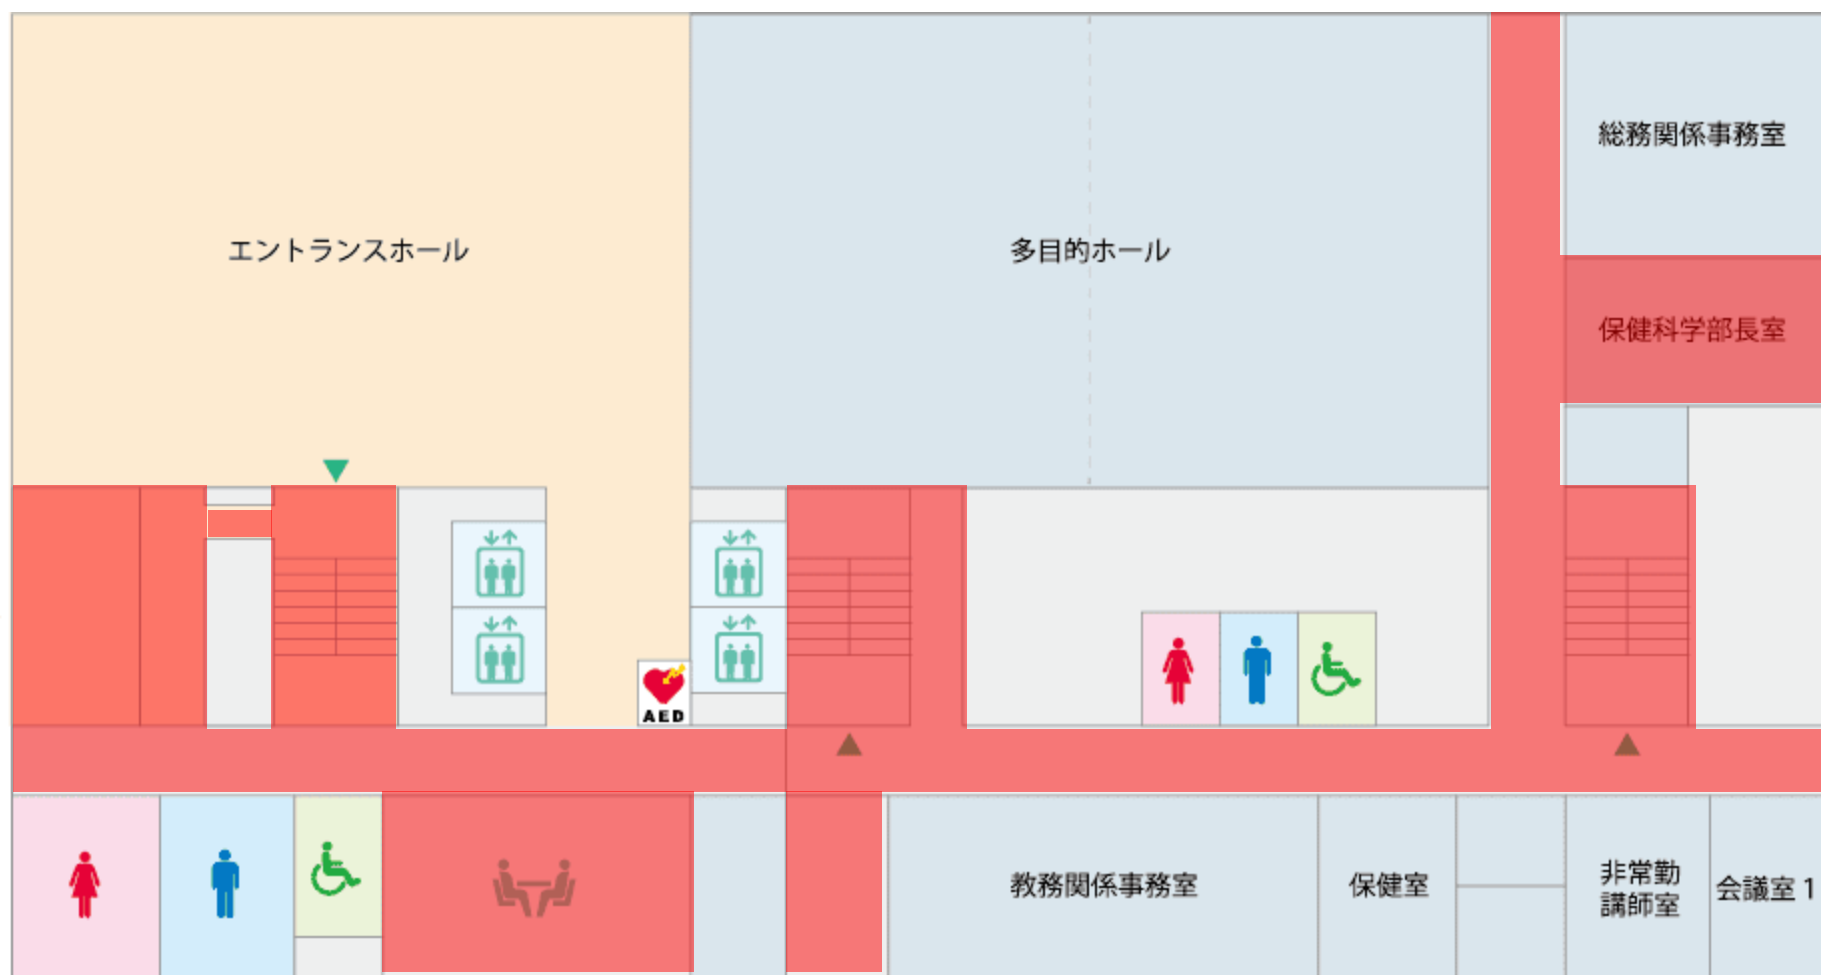 総務関係事務室
エントランスホール
多目的ホール
保健科学部長室
AED
教務関係事務室
保健室
非常勤
講師室
会議室 1